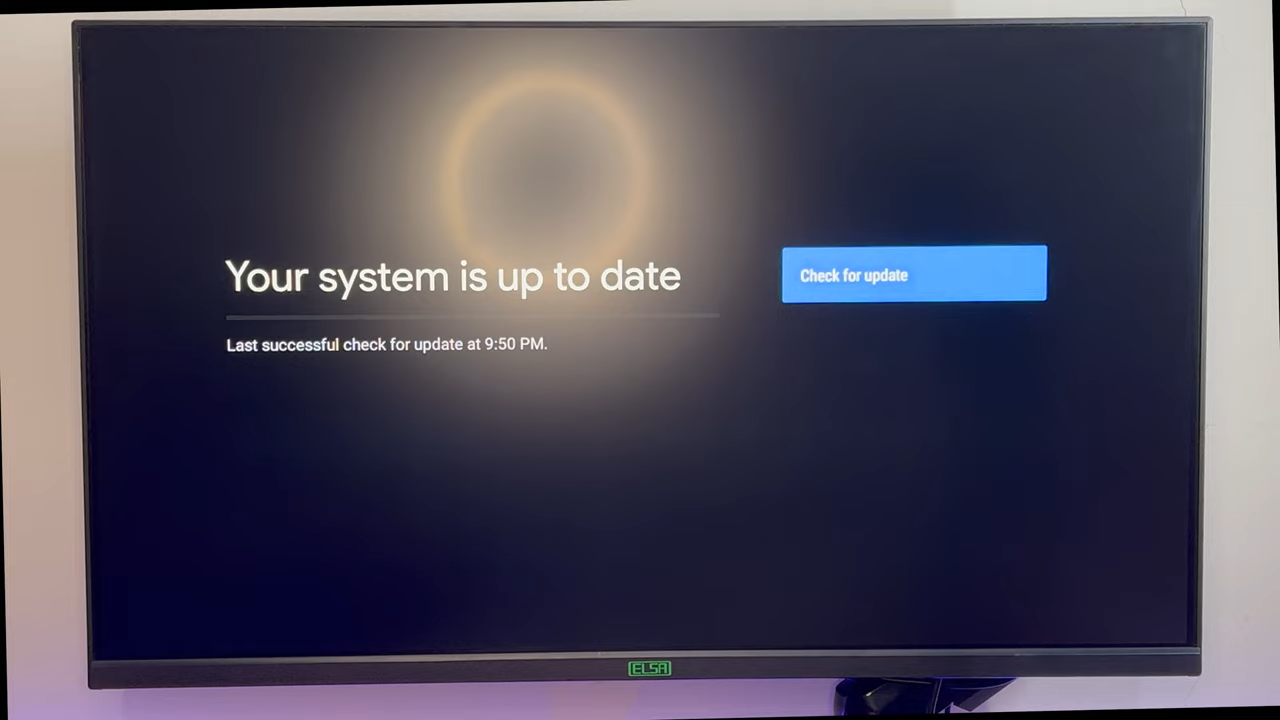 Your system is up to date
Check for update
Last successful check for update at 9:50 PM.
ELSA